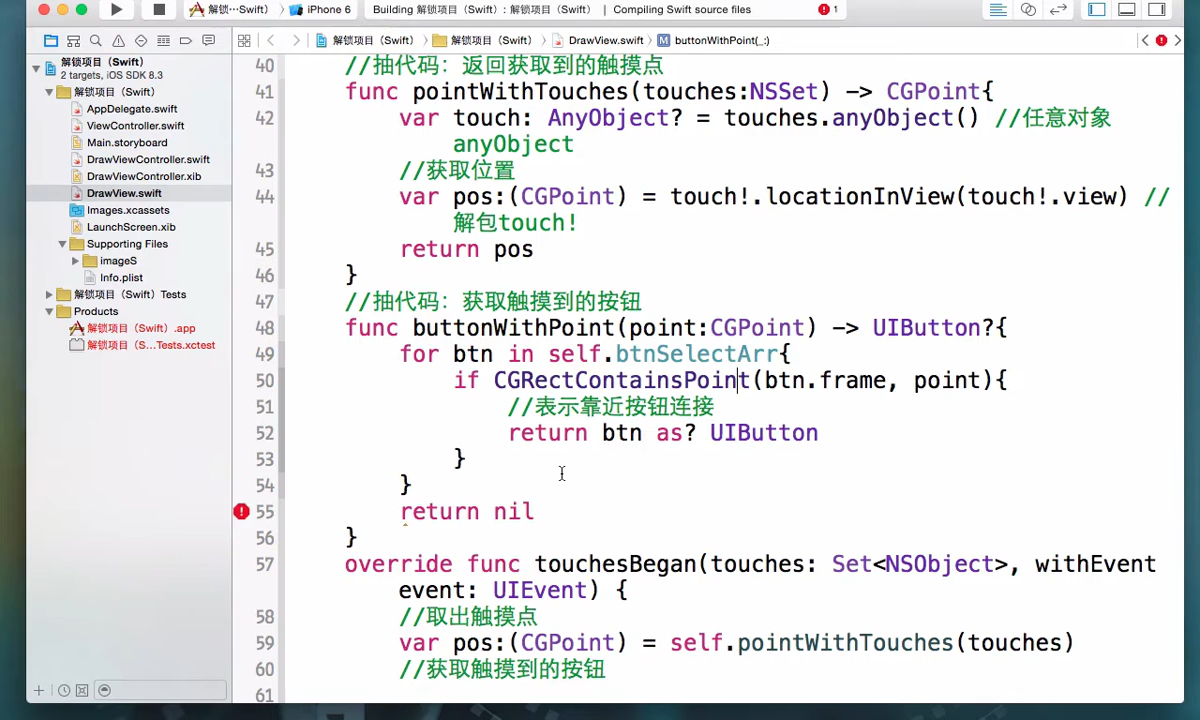 解锁…Swift）
iPhone 6
Building 解锁项目（Swift）: 解锁项目（Swift）
Compiling Swift source files
1
解锁项目（Swift）
解锁项目（Swift）
DrawView.swift
M
buttonWithPoint(_:)
解锁项目（Swift）
2 targets, iOS SDK 8.3
解锁项目（Swift）
AppDelegate.swift
ViewController.swift
Main.storyboard
DrawViewController.swift
DrawViewController.xib
DrawView.swift
Images.xcassets
LaunchScreen.xib
Supporting Files
imageS
Info.plist
解锁项目（Swift）Tests
Products
解锁项目（Swift）.app
解锁项目（S…Tests.xctest
40 //抽代码：返回获取到的触摸点
41 func pointWithTouches(touches:NSSet) -> CGPoint{
42 var touch: AnyObject? = touches.anyObject() //任意对象
anyObject
43 //获取位置
44 var pos:(CGPoint) = touch!.locationInView(touch!.view) //
解包touch!
45 return pos
46 }
47 //抽代码：获取触摸到的按钮
48 func buttonWithPoint(point:CGPoint) -> UIButton?{
49 for btn in self.btnSelectArr{
50 if CGRectContainsPoint(btn.frame, point){
51 //表示靠近按钮连接
52 return btn as? UIButton
53 }
54 }
55 return nil
56 }
57 override func touchesBegan(touches: Set<NSObject>, withEvent
event: UIEvent) {
58 //取出触摸点
59 var pos:(CGPoint) = self.pointWithTouches(touches)
60 //获取触摸到的按钮
61